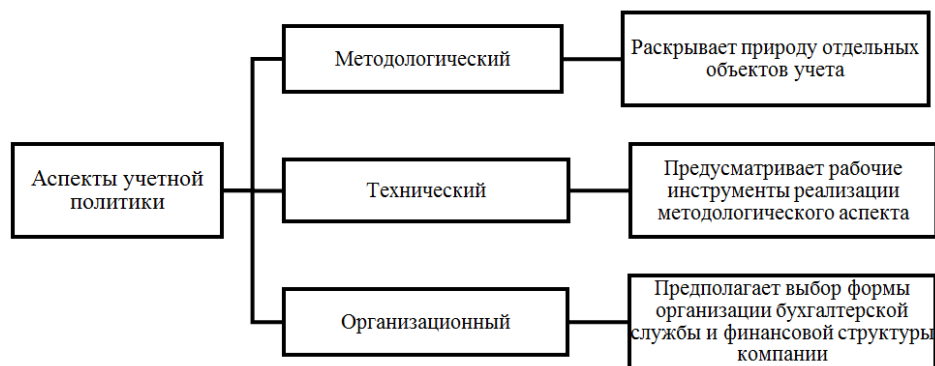 Аспекты учетной
политики
Методологический
Раскрывает природу отдельных
объектов учета
Технический
Предусматривает рабочие
инструменты реализации
методологического аспекта
Организационный
Предполагает выбор формы
организации бухгалтерской
службы и финансовой структуры
компании